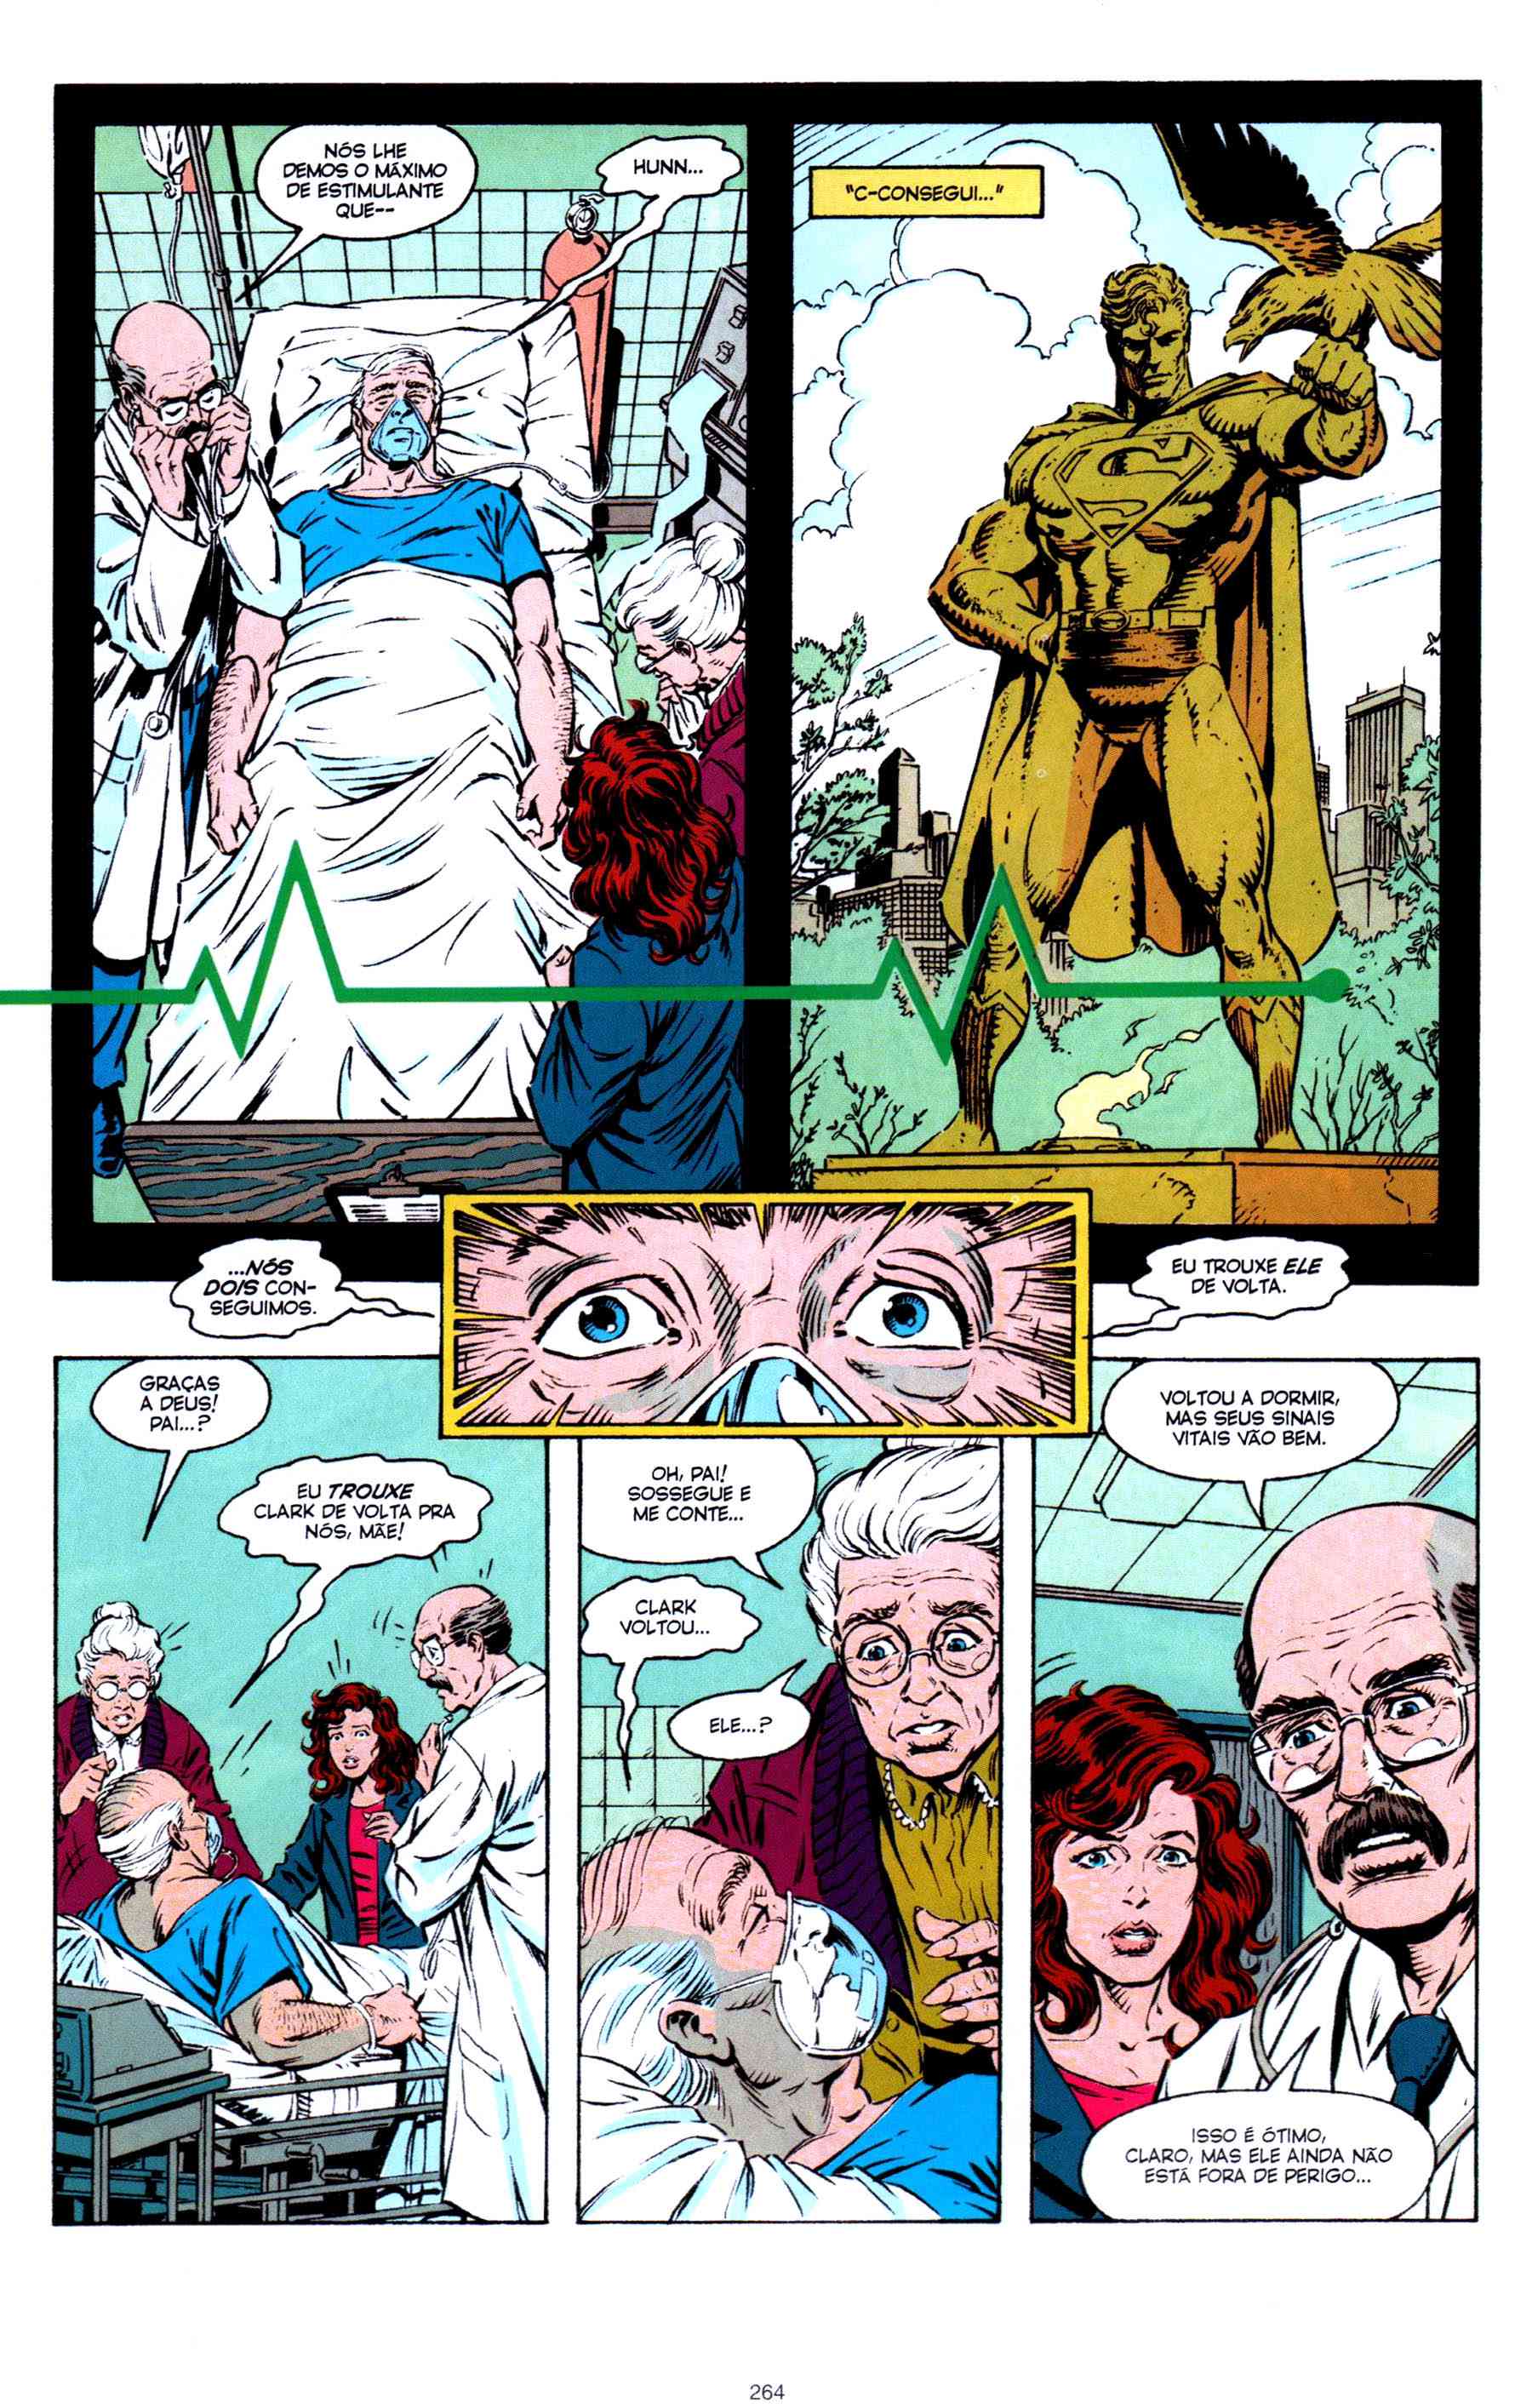 NÓS LHE
DEMOS O MÁXIMO
DE ESTIMULANTE
QUE--
HUNN...
"C-CONSEGUI..."
...NÓS
DOIS CON-
SEGUIMOS.
EU TROUXE ELE
DE VOLTA.
GRAÇAS
A DEUS!
PAI...?
EU TROUXE
CLARK DE VOLTA PRA
NÓS, MÃE!
OH, PAI!
SOSSEGUE E
ME CONTE...
CLARK
VOLTOU...
ELE...?
VOLTOU A DORMIR,
MAS SEUS SINAIS
VITAIS VÃO BEM.
ISSO É ÓTIMO,
CLARO, MAS ELE AINDA NÃO
ESTÁ FORA DE PERIGO...
264